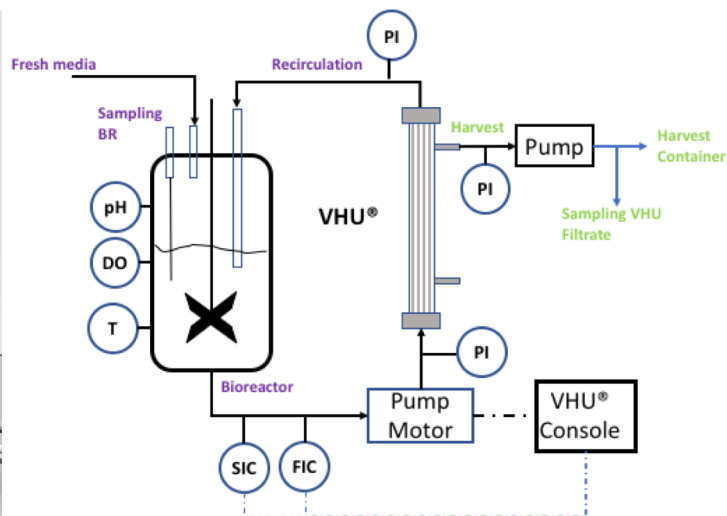 PI
Fresh media
Recirculation
Sampling
BR
Harvest
Pump
Harvest
Container
PI
pH
VHU®
Sampling VHU
Filtrate
DO
T
PI
Bioreactor
Pump
Motor
VHU®
Console
SIC
FIC